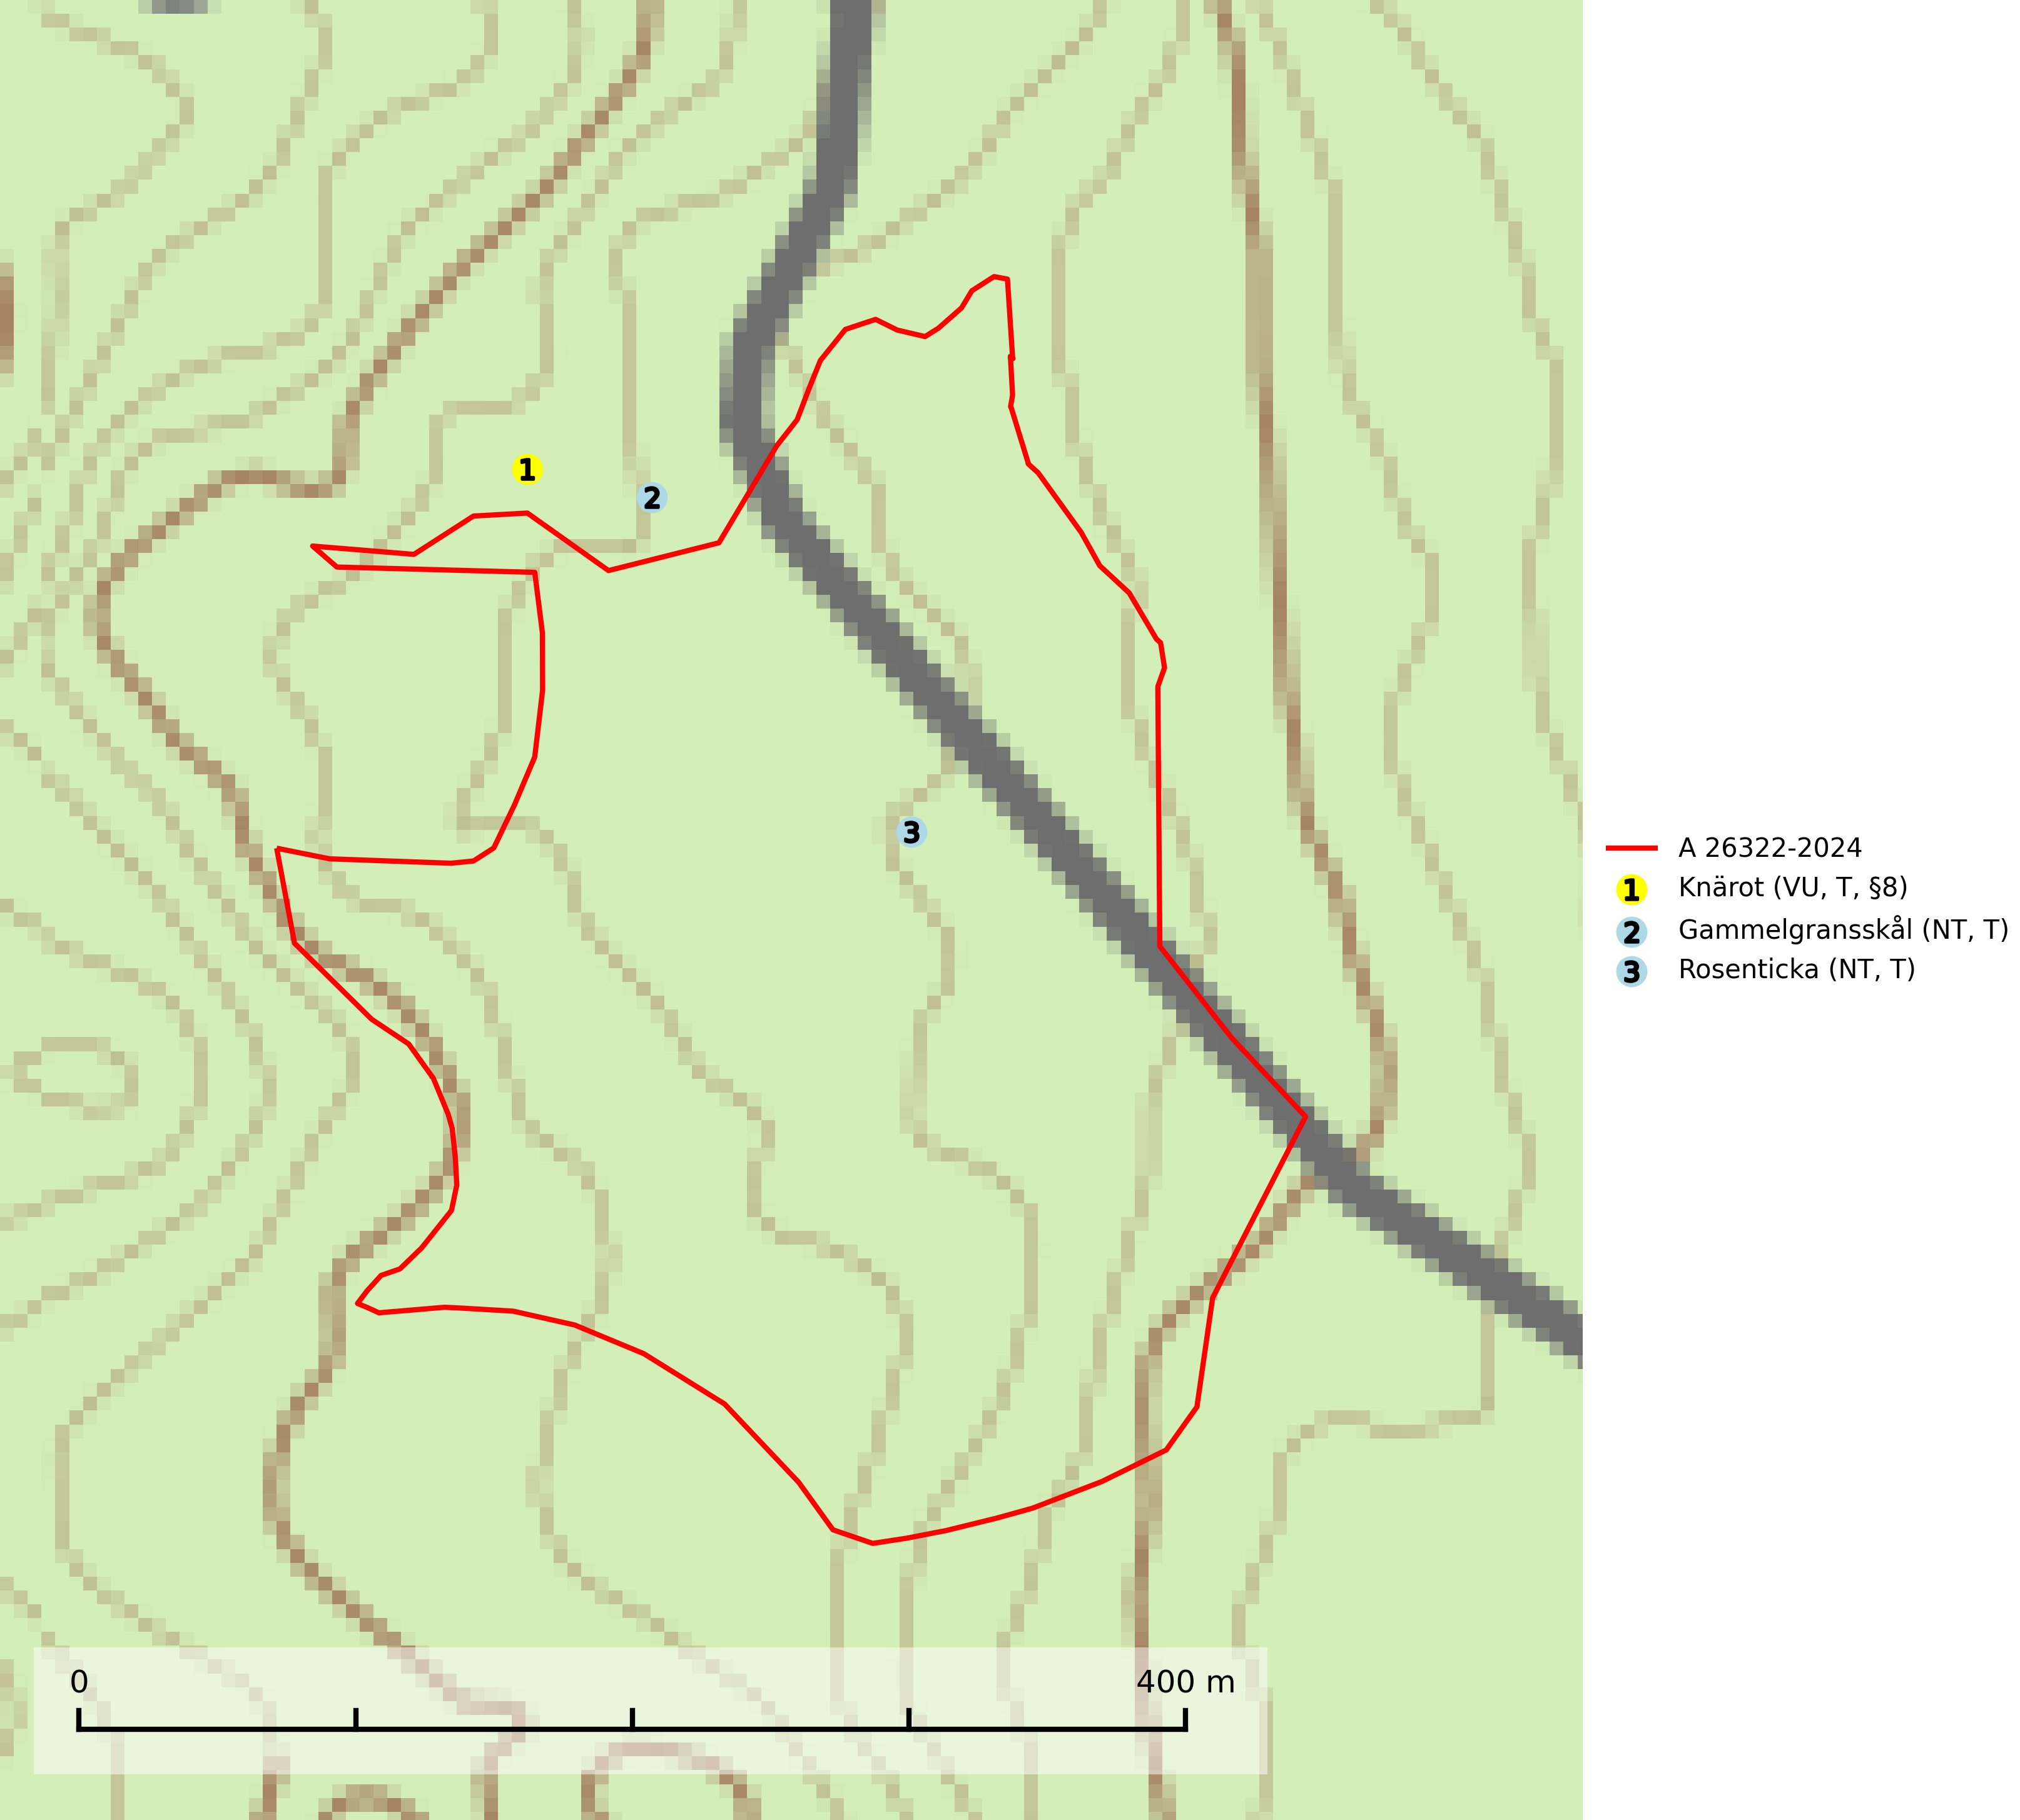 1
2
3
A 26322-2024
1 Knärot (VU, T, §8)
2 Gammelgransskål (NT, T)
3 Rosenticka (NT, T)
0 400 m